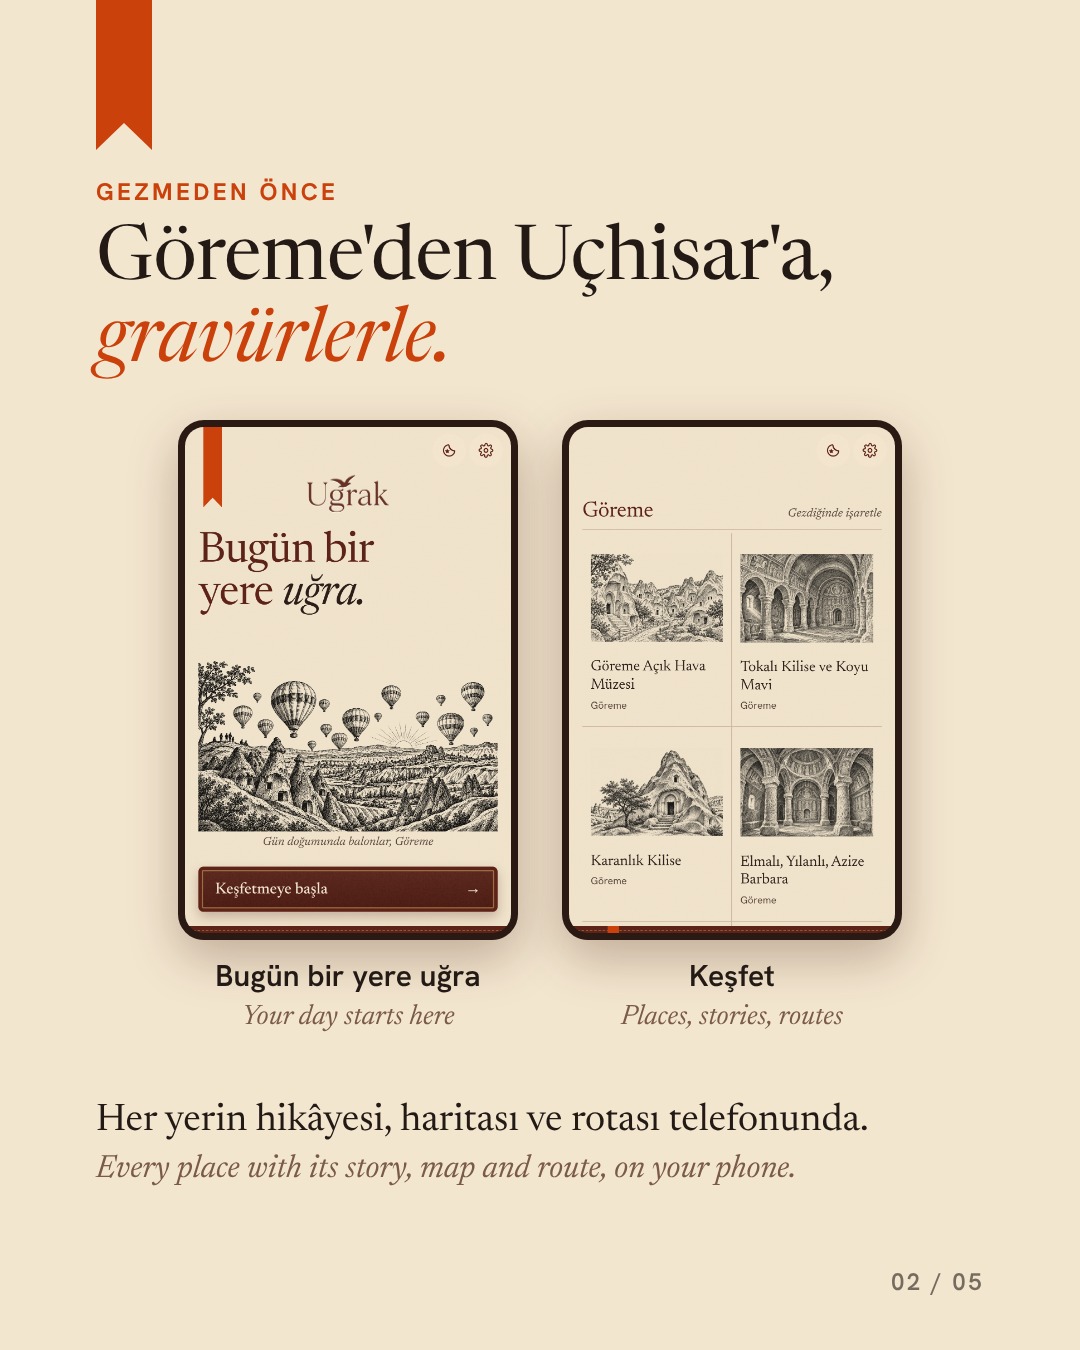 GEZMEDEN ÖNCE
Göreme'den Uçhisar'a,
gravürlerle.
Uğrak
Bugün bir
yere uğra.
Gün doğumunda balonlar, Göreme
Keşfetmeye başla →
Göreme
Gezdiğinde işaretle
Göreme Açık Hava
Müzesi
Göreme
Tokalı Kilise ve Koyu
Mavi
Göreme
Karanlık Kilise
Göreme
Elmalı, Yılanlı, Azize
Barbara
Göreme
Bugün bir yere uğra
Your day starts here
Keşfet
Places, stories, routes
Her yerin hikâyesi, haritası ve rotası telefonunda.
Every place with its story, map and route, on your phone.
02 / 05